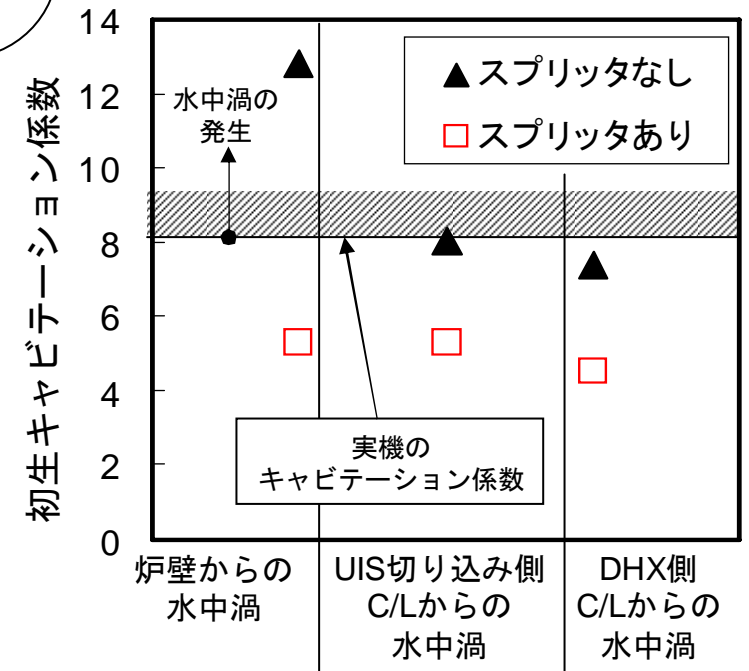 初生キャビテーション係数
14
12
10
8
6
4
2
0
スプリッタなし
スプリッタあり
水中渦の
発生
実機の
キャビテーション係数
炉壁からの
水中渦
UIS切り込み側
C/Lからの
水中渦
DHX側
C/Lからの
水中渦